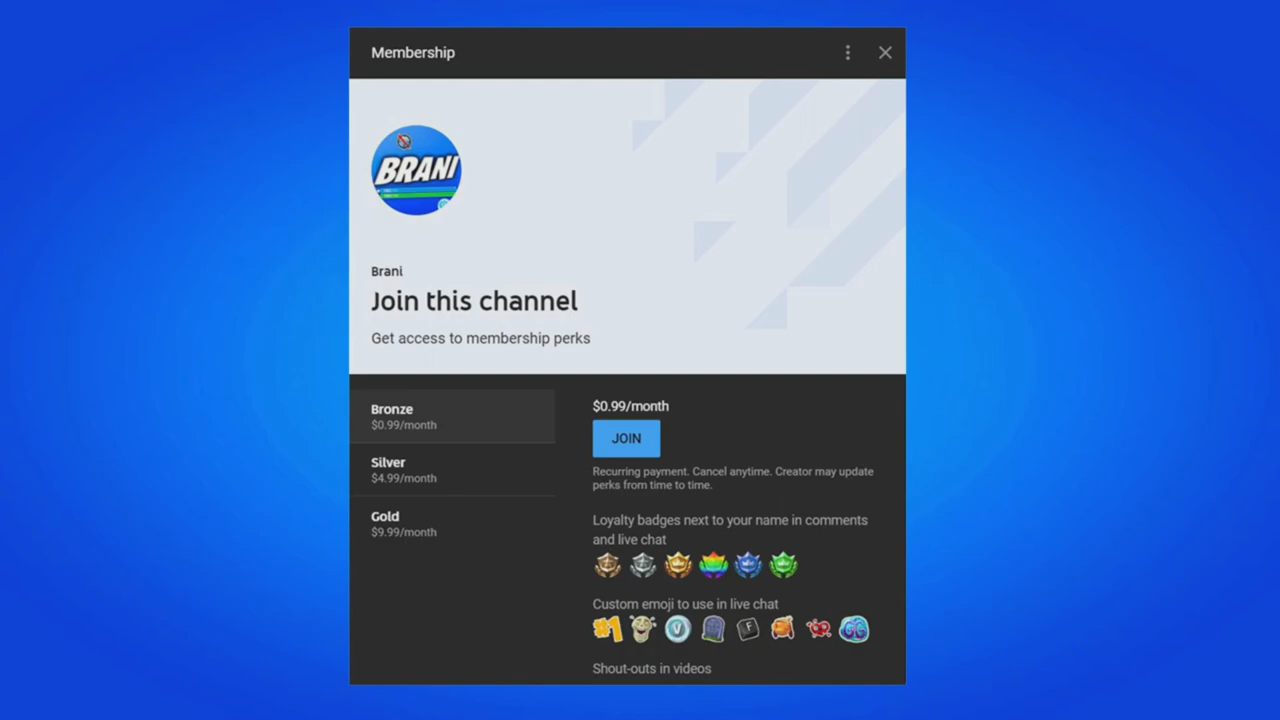 Membership
BRANI
Brani
Join this channel
Get access to membership perks
Bronze
$0.99/month
Silver
$4.99/month
Gold
$9.99/month
$0.99/month
JOIN
Recurring payment. Cancel anytime. Creator may update
perks from time to time.
Loyalty badges next to your name in comments
and live chat
Custom emoji to use in live chat
#1
V
F
GG
Shout-outs in videos